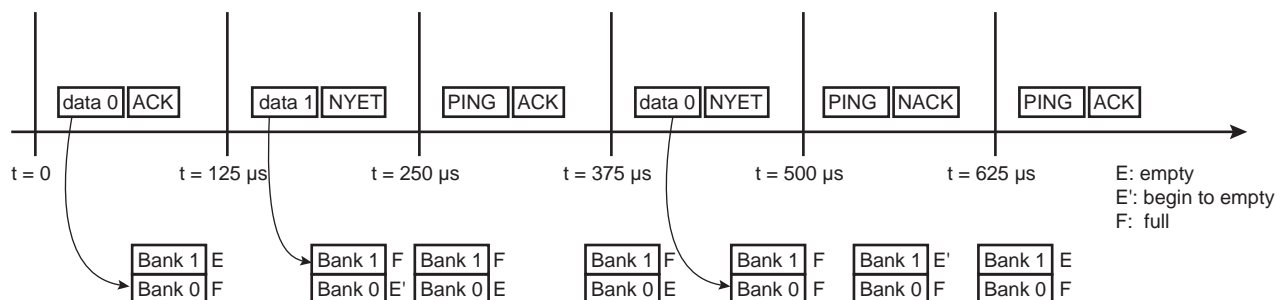 data 0 ACK data 1 NYET PING ACK data 0 NYET PING NACK PING ACK
t = 0 t = 125 µs t = 250 µs t = 375 µs t = 500 µs t = 625 µs
E: empty
E': begin to empty
F: full
Bank 1 E Bank 1 F Bank 1 F Bank 1 F Bank 1 F Bank 1 E' Bank 1 E
Bank 0 F Bank 0 E' Bank 0 E Bank 0 E Bank 0 F Bank 0 F Bank 0 F